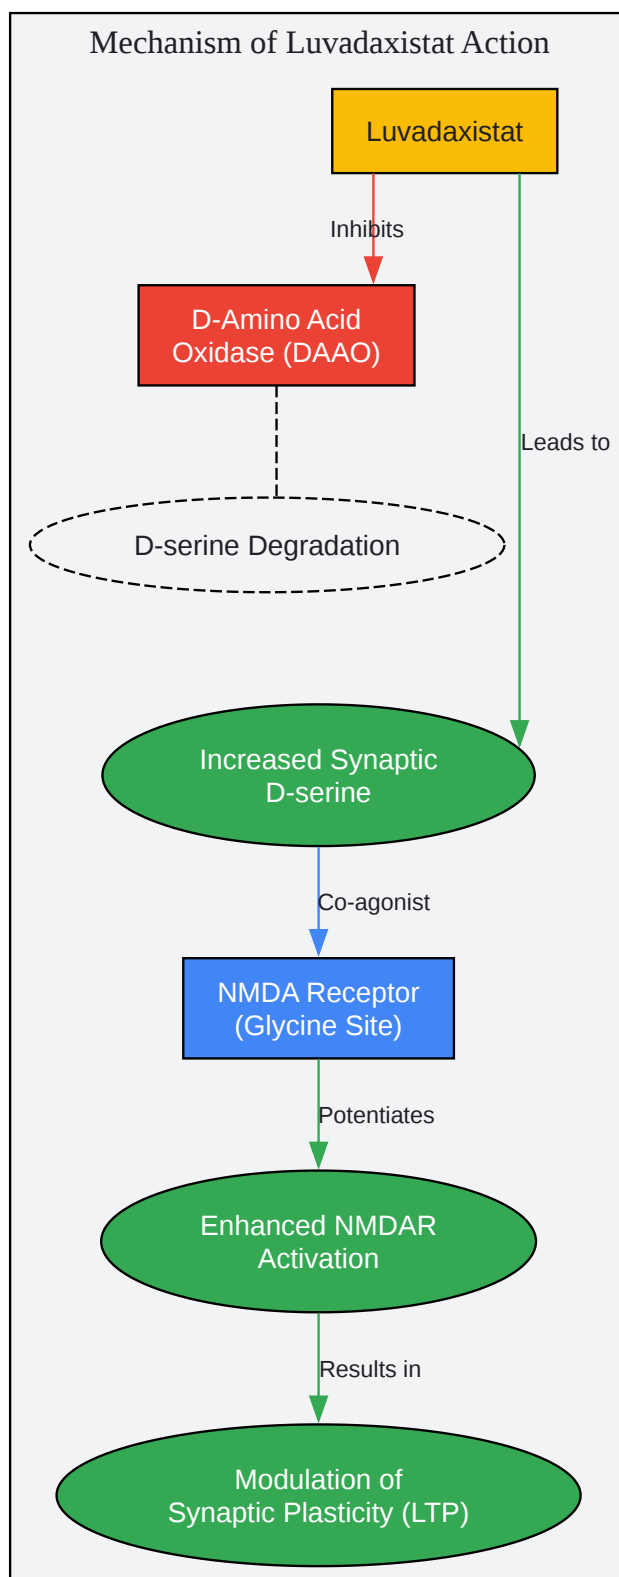 Mechanism of Luvadaxistat Action
Luvadaxistat
Inhibits
D-Amino Acid
Oxidase (DAAO)
Leads to
D-serine Degradation
Increased Synaptic
D-serine
Co-agonist
NMDA Receptor
(Glycine Site)
Potentiates
Enhanced NMDAR
Activation
Results in
Modulation of
Synaptic Plasticity (LTP)